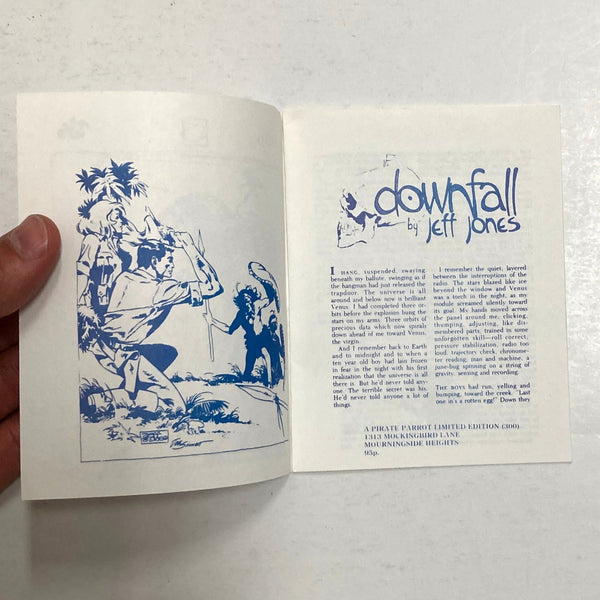 downfall
by Jeff Jones
I HANG, suspended, swaying
beneath my ballute, swinging as if
the hangman had just released the
trapdoor. The universe is all
around and below now is brilliant
Venus. I had completed three or-
bits before the explosion hung the
stars on my arms. Three orbits of
precious data which now spirals
down ahead of me toward Venus,
virgin.
And I remember back to Earth
and to midnight and to when a
ten year old boy had lain frozen
in fear in the night with his first
realization that the universe is all
there is. But he'd never told any-
one. The terrible secret was his.
He'd never told anyone a lot of
things.
I remember the quiet, layered
between the interruptions of the
radio. The stars blazed like ice
beyond the window and Venus
was a torch in the night, as my
module screamed silently toward
its goal. My hands moved across
the panel around me, clicking,
thumping, adjusting, like dis-
membered parts, trained in some
unforgotten skill—roll correct,
pressure stabilization, radio too
loud, trajectory check, chronome-
ter reading; man and machine, a
june-bug spinning on a string of
gravity, seeming and recording.
THE BOYS had run, yelling and
bumping, toward the creek. "Last
one in is a rotten egg!" Down they
A PIRATE PARROT LIMITED EDITION (300)
1313 MOCKINGBIRD LANE
MOURNINGSIDE HEIGHTS
95p.